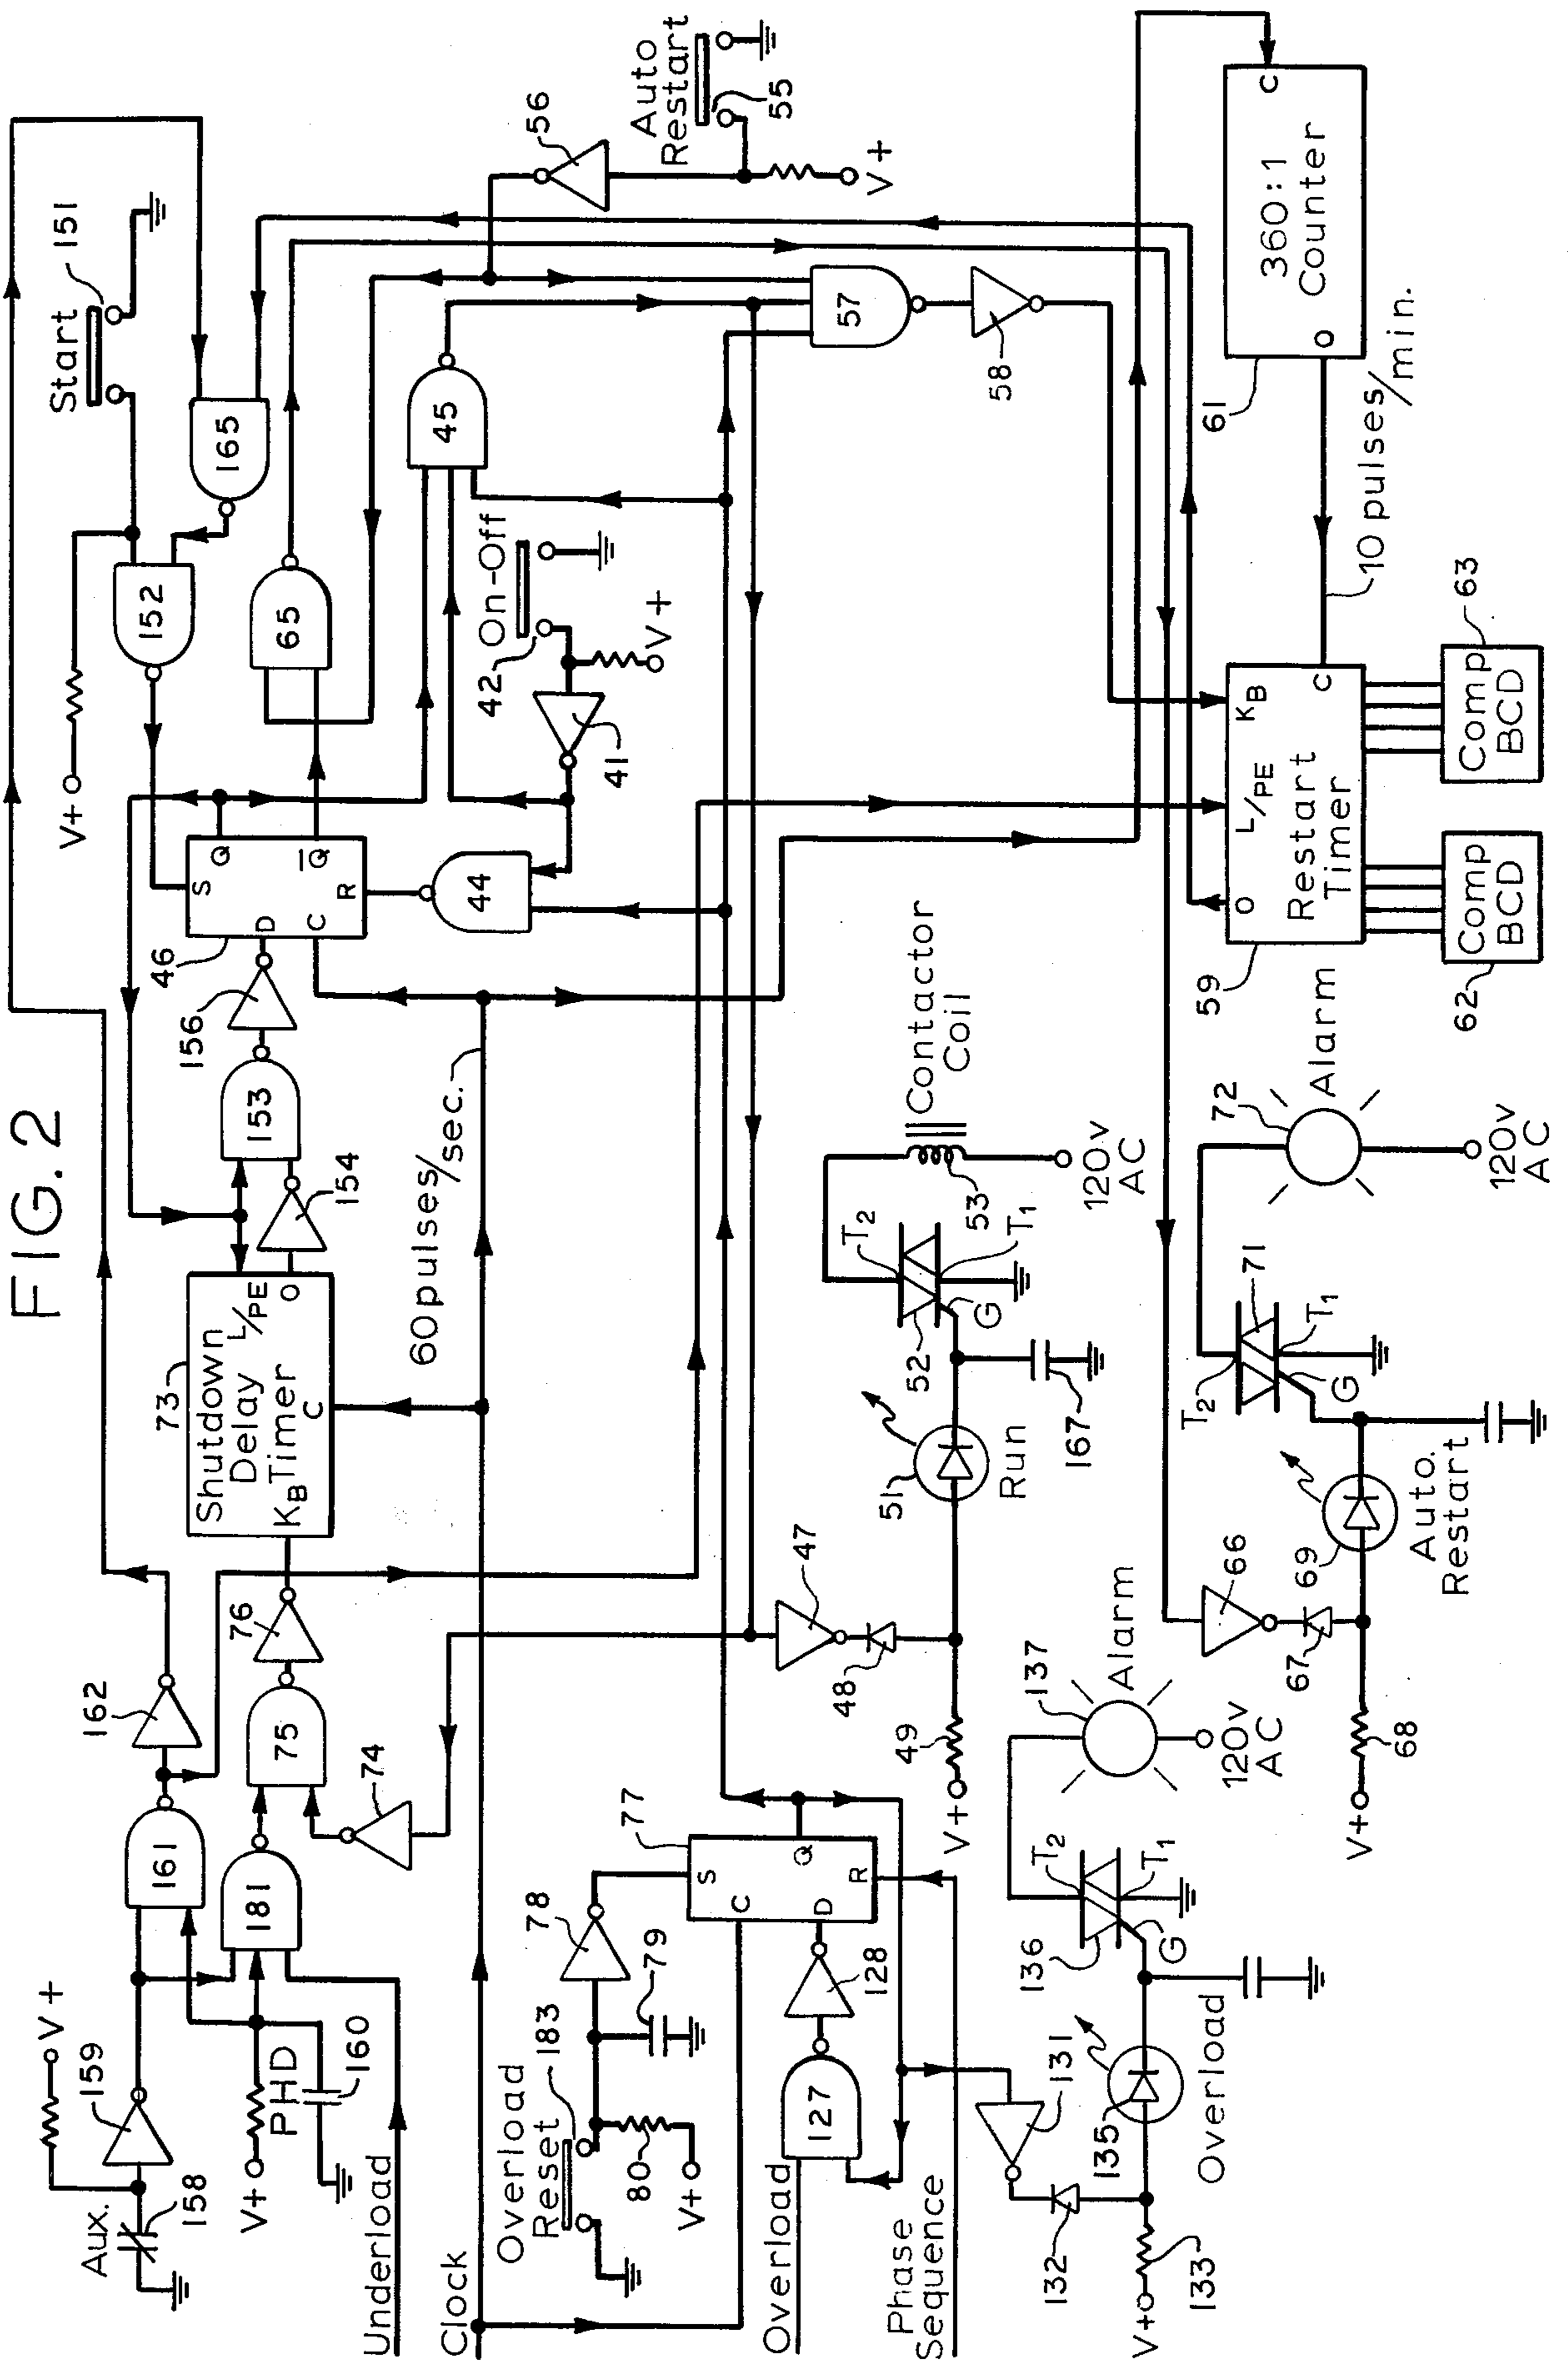 FIG. 2
Aux.
158
159
V+
161
162
V+
PHD
160
181
Underload
75
76
74
73
Shutdown
Delay
Timer
KB
L/PE
O
C
154
153
156
46
D
C
S
R
Q
Q̅
V+
152
Start
151
165
65
44
45
On-Off
42
41
V+
Auto
Restart
55
56
V+
57
58
Clock
60 pulses/sec.
Overload
Reset
183
78
79
80
V+
77
S
C
D
R
Q
Overload
127
128
Phase
Sequence
131
132
133
V+
135
Overload
136
T2
T1
G
137
Alarm
120v
AC
47
48
49
V+
51
Run
52
T2
T1
G
167
53
Contactor
Coil
120v
AC
66
67
68
V+
69
Auto.
Restart
71
T2
T1
G
72
Alarm
120v
AC
59
O
L/PE
KB
Restart
Timer
C
62
Comp
BCD
63
Comp
BCD
10 pulses/min.
61
O
360:1
Counter
C